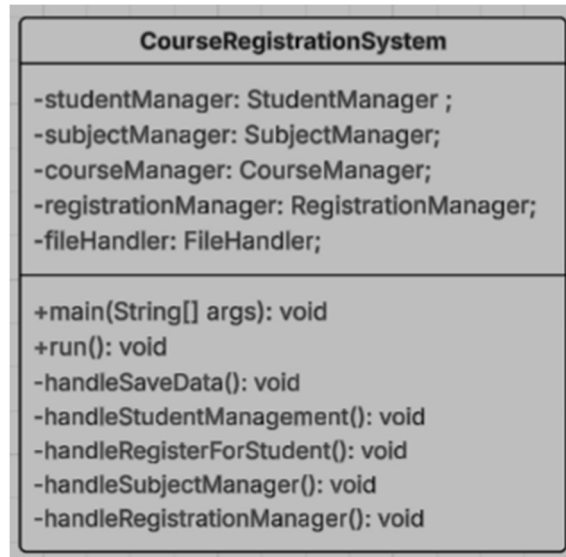 CourseRegistrationSystem
-studentManager: StudentManager ;
-subjectManager: SubjectManager;
-courseManager: CourseManager;
-registrationManager: RegistrationManager;
-fileHandler: FileHandler;
+main(String[] args): void
+run(): void
-handleSaveData(): void
-handleStudentManagement(): void
-handleRegisterForStudent(): void
-handleSubjectManager(): void
-handleRegistrationManager(): void